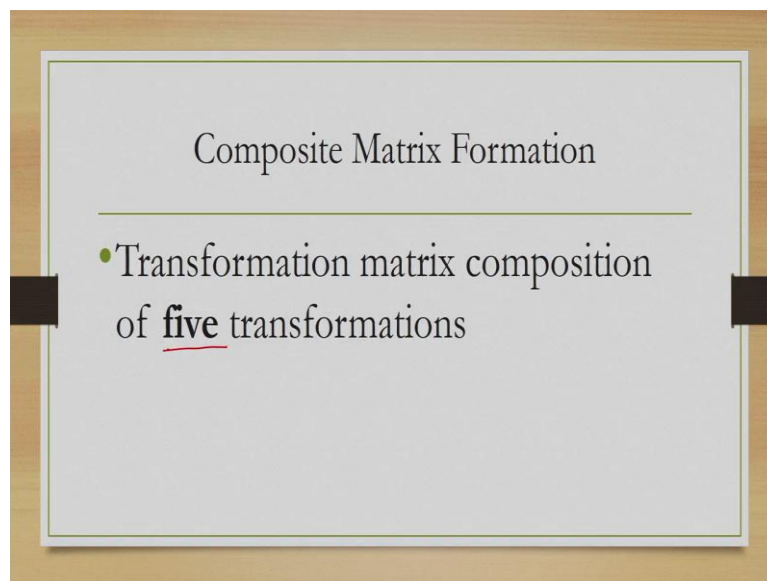 Composite Matrix Formation
•Transformation matrix composition
of five transformations